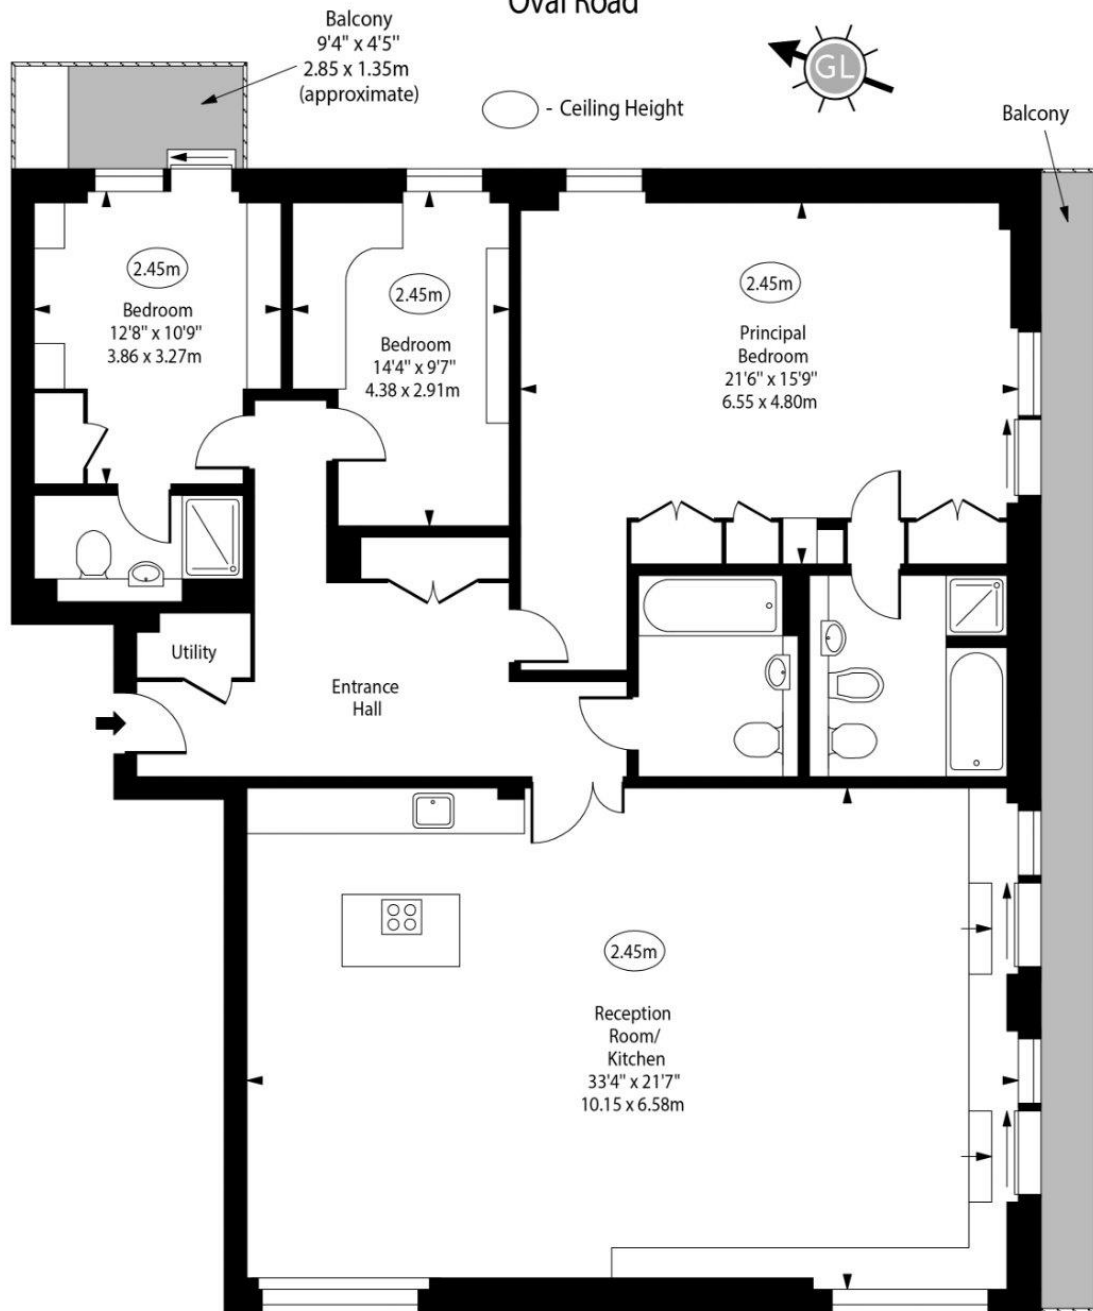 Oval Road
Balcony
9'4" x 4'5"
2.85 x 1.35m
(approximate)
- Ceiling Height
GL
Balcony
2.45m
Bedroom
12'8" x 10'9"
3.86 x 3.27m
2.45m
Bedroom
14'4" x 9'7"
4.38 x 2.91m
2.45m
Principal
Bedroom
21'6" x 15'9"
6.55 x 4.80m
Utility
Entrance
Hall
2.45m
Reception
Room/
Kitchen
33'4" x 21'7"
10.15 x 6.58m